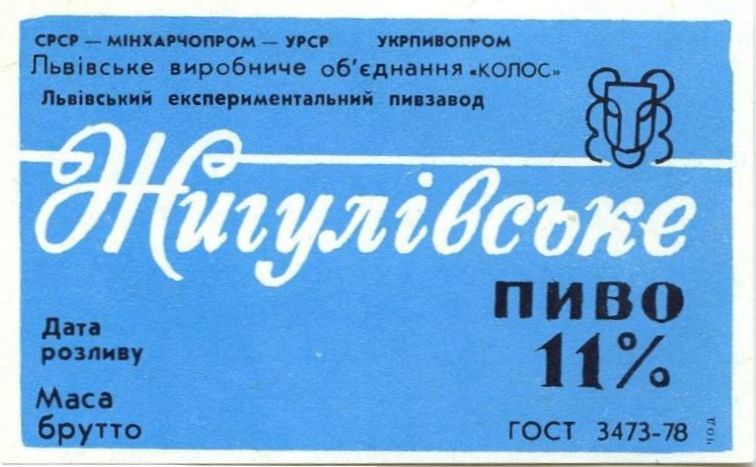 СРСР — МІНХАРЧОПРОМ — УРСР УКРПИВОПРОМ
Львівське виробниче об'єднання «КОЛОС»
Львівський експериментальний пивзавод
Жигулівське
ПИВО
11%
Дата
розливу
Маса
брутто
ГОСТ 3473-78
ЧОД